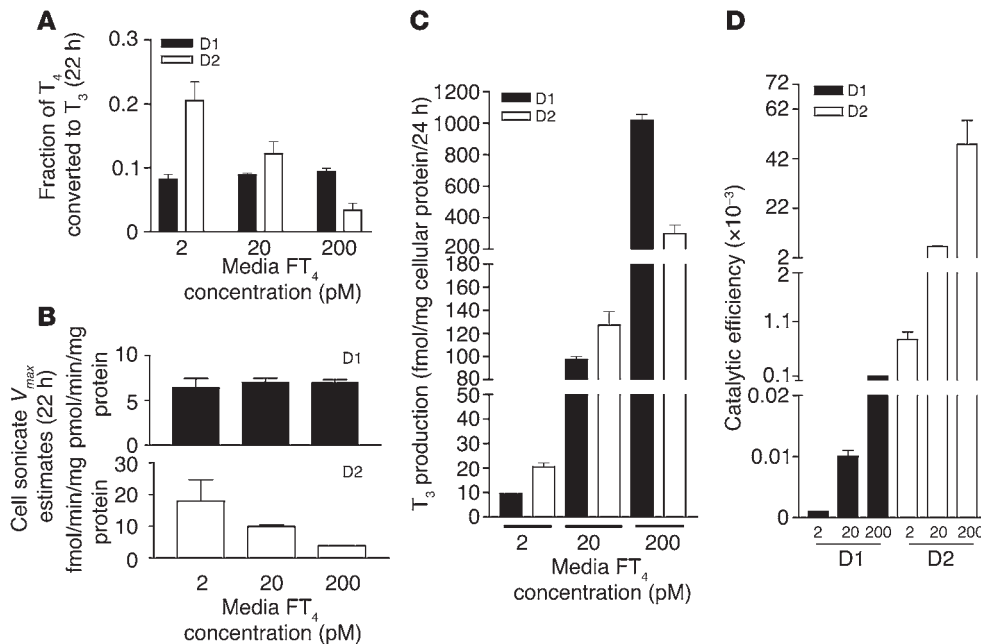 A
Fraction of T4
converted to T3 (22 h)
0.3
0.2
0.1
0
D1
D2
2 20 200
Media FT4
concentration (pM)
B
Cell sonicate Vmax
estimates (22 h)
fmol/min/mg pmol/min/mg
protein protein
10
5
0
D1
30
20
10
0
D2
2 20 200
Media FT4
concentration (pM)
C
T3 production (fmol/mg cellular protein/24 h)
1200
1000
800
600
400
300
200
180
160
140
120
100
80
50
40
30
20
10
0
D1
D2
2 20 200
Media FT4
concentration (pM)
D
Catalytic efficiency (×10−3)
72
62
42
22
2
2
1.1
0.1
0.02
0.01
0
D1
D2
2 20 200 2 20 200
D1 D2